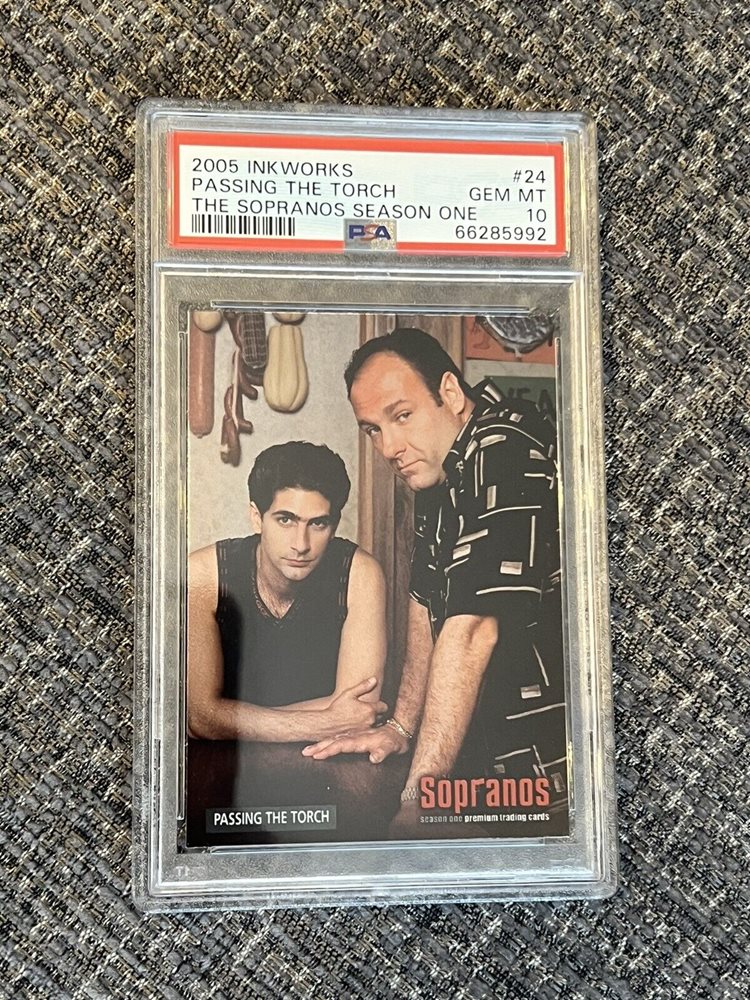 2005 INKWORKS #24
PASSING THE TORCH GEM MT
THE SOPRANOS SEASON ONE 10
PSA 66285992
PASSING THE TORCH
Sopranos
season one premium trading cards